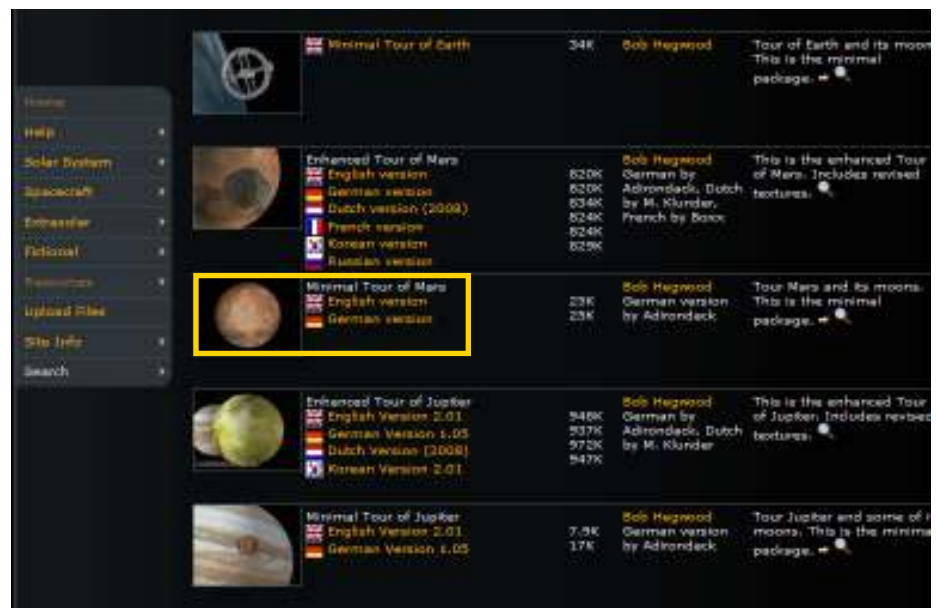 Home
Help
Solar System
Spacecraft
Extrasolar
Fictional
Resources
Upload Files
Site Info
Search
Minimal Tour of Earth
34K
Bob Hegwood
Tour of Earth and its moon
This is the minimal
package.
Enhanced Tour of Mars
English version
German version
Dutch version (2008)
French version
Korean version
Russian version
820K
820K
834K
824K
824K
829K
Bob Hegwood
German by
Adirondack, Dutch
by M. Klunder,
French by Borix
This is the enhanced Tour
of Mars. Includes revised
textures.
Minimal Tour of Mars
English version
German version
25K
25K
Bob Hegwood
German version
by Adirondack
Tour Mars and its moons.
This is the minimal
package.
Enhanced Tour of Jupiter
English Version 2.01
German Version 1.05
Dutch Version (2008)
Korean Version 2.01
948K
937K
972K
947K
Bob Hegwood
German by
Adirondack, Dutch
by M. Klunder
This is the enhanced Tour
of Jupiter. Includes revised
textures.
Minimal Tour of Jupiter
English Version 2.01
German Version 1.05
7.9K
17K
Bob Hegwood
German version
by Adirondack
Tour Jupiter and some of
moons. This is the minima
package.